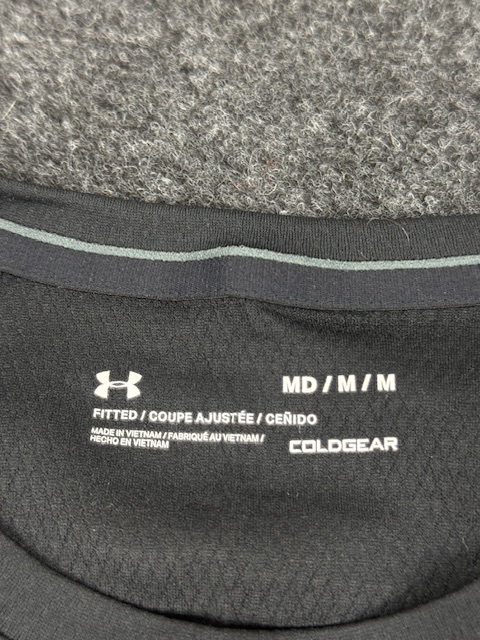 MD / M / M
FITTED / COUPE AJUSTÉE / CEÑIDO
MADE IN VIETNAM / FABRIQUÉ AU VIETNAM /
HECHO EN VIETNAM
COLDGEAR